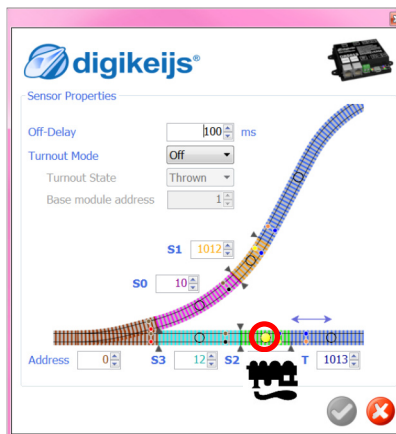 digikeijs®
Sensor Properties
Off-Delay 100 ms
Turnout Mode Off
Turnout State Thrown
Base module address 1
S1 1012
S0 10
Address 0 S3 12 S2 T 1013